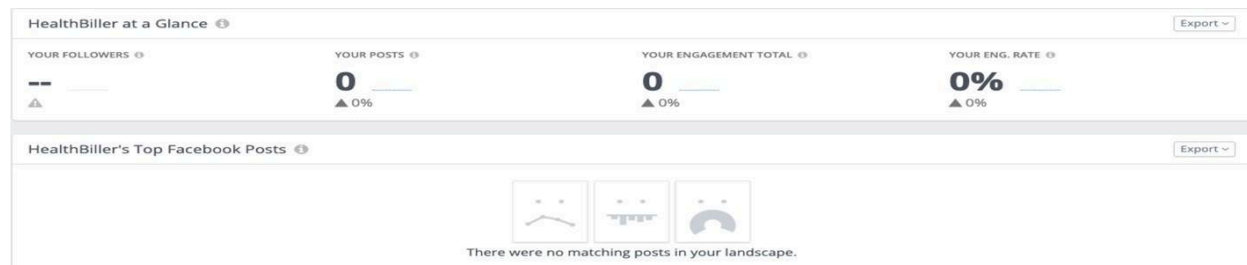 HealthBiller at a Glance
Export
YOUR FOLLOWERS
YOUR POSTS
YOUR ENGAGEMENT TOTAL
YOUR ENG. RATE
--
0
0
0%
▲ 0%
▲ 0%
▲ 0%
HealthBiller's Top Facebook Posts
Export
There were no matching posts in your landscape.